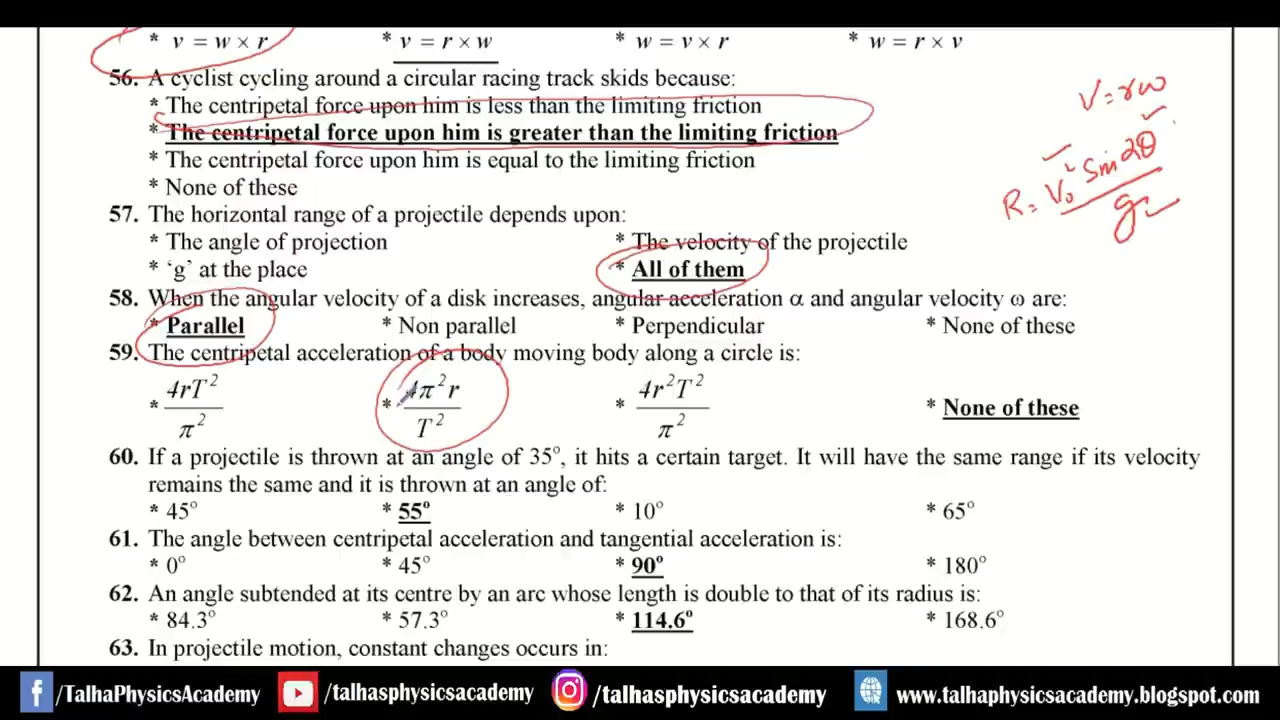 * v = w × r * v = r × w * w = v × r * w = r × v
56. A cyclist cycling around a circular racing track skids because:
* The centripetal force upon him is less than the limiting friction
* The centripetal force upon him is greater than the limiting friction
* The centripetal force upon him is equal to the limiting friction
* None of these
V = rω
R = V₀² Sin 2θ / g
57. The horizontal range of a projectile depends upon:
* The angle of projection * The velocity of the projectile
* ‘g’ at the place * All of them
58. When the angular velocity of a disk increases, angular acceleration α and angular velocity ω are:
* Parallel * Non parallel * Perpendicular * None of these
59. The centripetal acceleration of a body moving body along a circle is:
* 4rT² / π² * 4π²r / T² * 4r²T² / π² * None of these
60. If a projectile is thrown at an angle of 35°, it hits a certain target. It will have the same range if its velocity
remains the same and it is thrown at an angle of:
* 45° * 55° * 10° * 65°
61. The angle between centripetal acceleration and tangential acceleration is:
* 0° * 45° * 90° * 180°
62. An angle subtended at its centre by an arc whose length is double to that of its radius is:
* 84.3° * 57.3° * 114.6° * 168.6°
63. In projectile motion, constant changes occurs in:
/TalhaPhysicsAcademy /talhasphysicsacademy /talhasphysicsacademy www.talhaphysicsacademy.blogspot.com